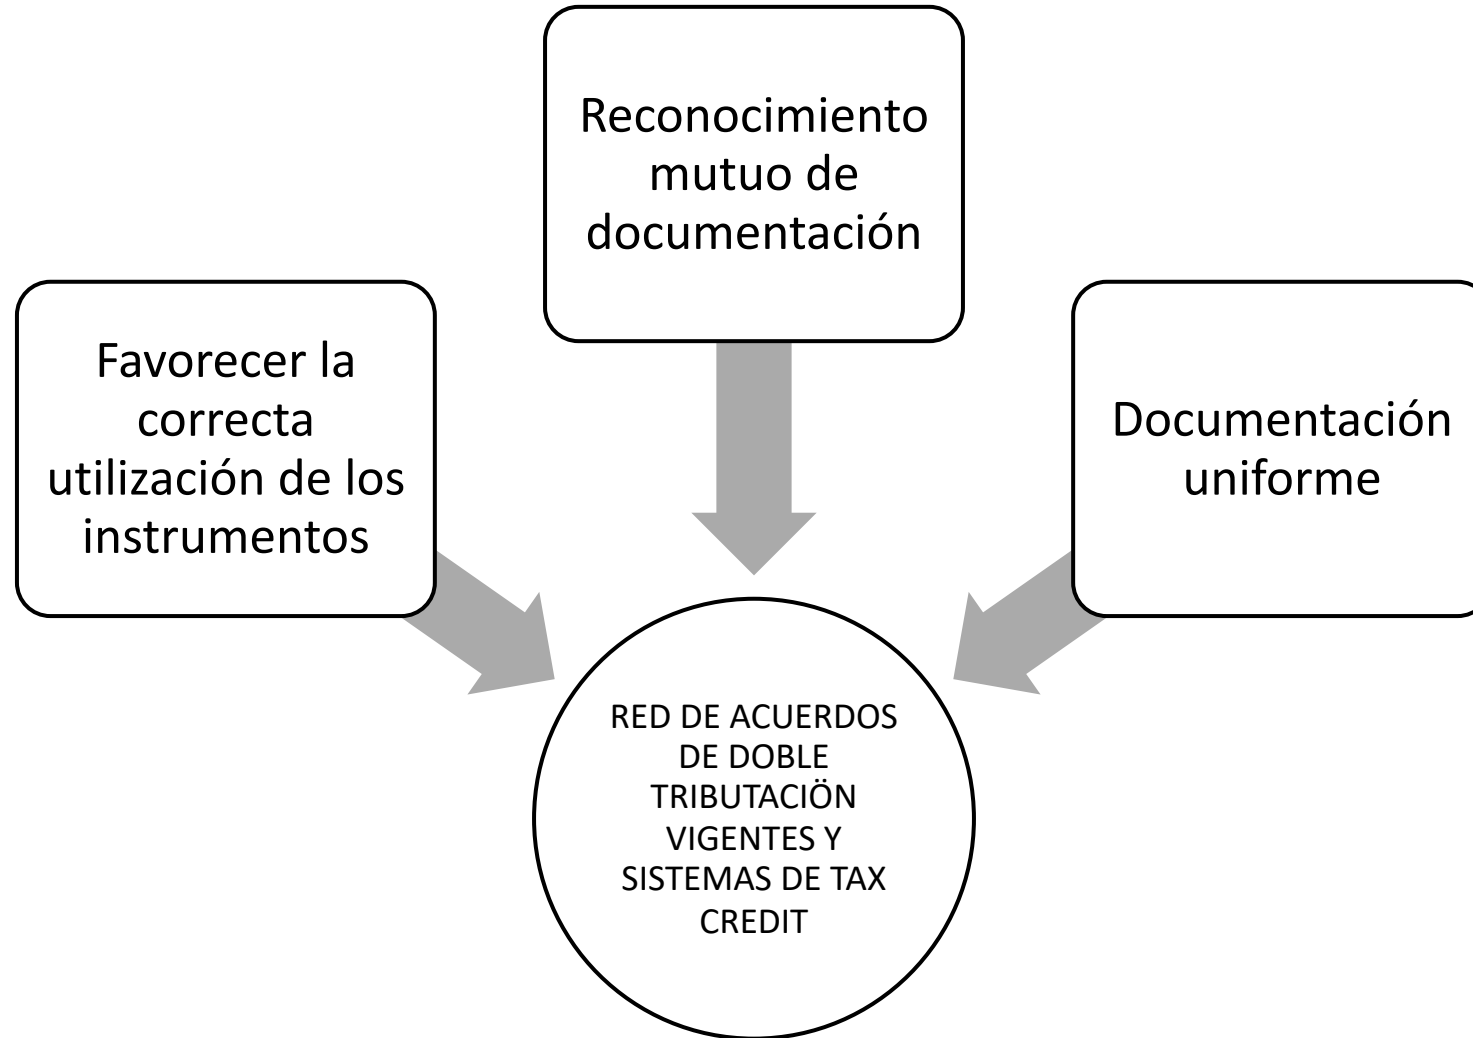 Reconocimiento
mutuo de
documentación
Favorecer la
correcta
utilización de los
instrumentos
Documentación
uniforme
RED DE ACUERDOS
DE DOBLE
TRIBUTACIÖN
VIGENTES Y
SISTEMAS DE TAX
CREDIT